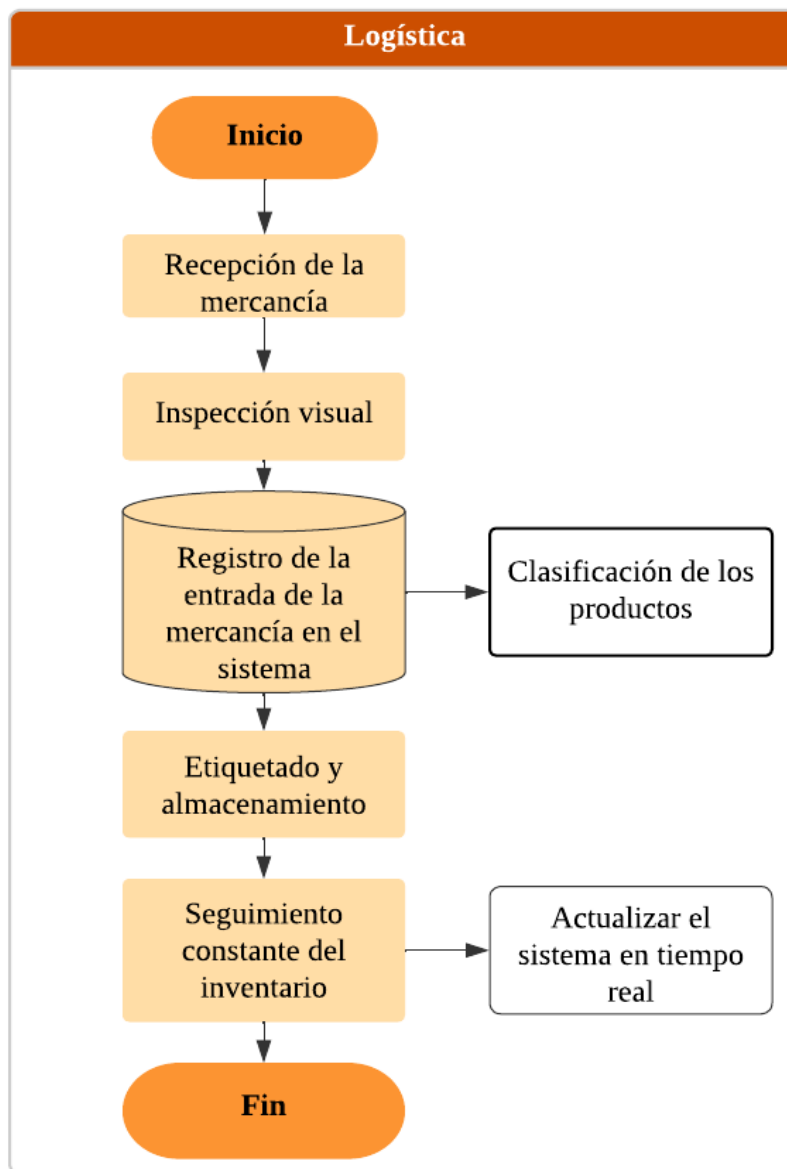 Logística
Inicio
Recepción de la
mercancía
Inspección visual
Registro de la
entrada de la
mercancía en el
sistema
Clasificación de los
productos
Etiquetado y
almacenamiento
Seguimiento
constante del
inventario
Actualizar el
sistema en tiempo
real
Fin